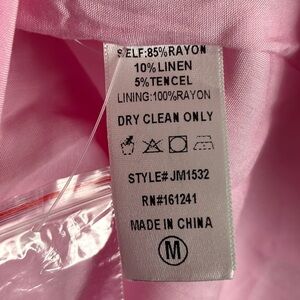 SELF:85%RAYON
10%LINEN
5%TENCEL
LINING:100%RAYON
DRY CLEAN ONLY
STYLE#JM1532
RN#161241
MADE IN CHINA
M